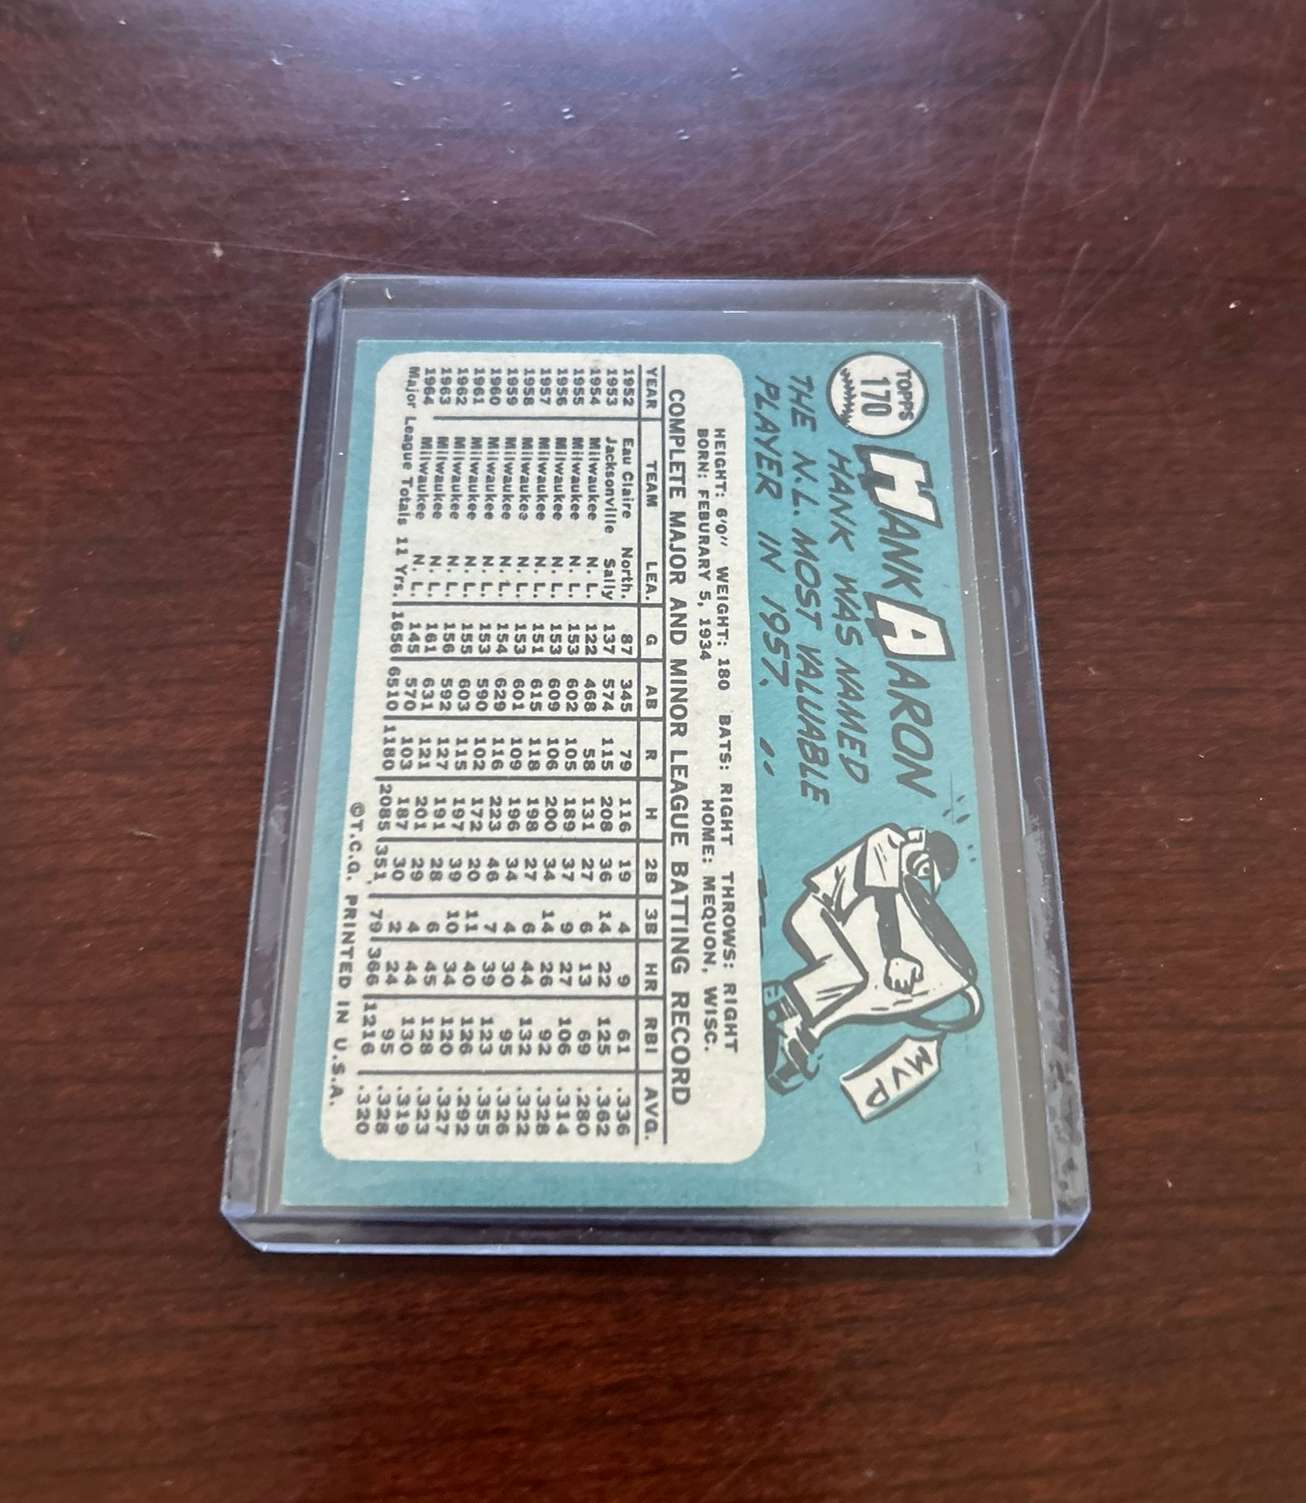 TOPPS
170
HANK AARON
HANK WAS NAMED
THE N.L. MOST VALUABLE
PLAYER IN 1957.
MVP
HEIGHT: 6'0" WEIGHT: 180 BATS: RIGHT THROWS: RIGHT
BORN: FEBURARY 5, 1934 HOME: MEQUON, WISC.
COMPLETE MAJOR AND MINOR LEAGUE BATTING RECORD
YEAR TEAM LEA. G AB R H 2B 3B HR RBI AVG.
1952 Eau Claire North. 87 345 79 116 19 4 9 61 .336
1953 Jacksonville Sally 137 574 115 208 36 14 22 125 .362
1954 Milwaukee N. L. 122 468 58 131 27 6 13 69 .280
1955 Milwaukee N. L. 153 602 105 189 37 9 27 106 .314
1956 Milwaukee N. L. 153 609 106 200 34 14 26 92 .328
1957 Milwaukee N. L. 151 615 118 198 27 6 44 132 .322
1958 Milwaukee N. L. 153 601 109 196 34 4 30 95 .326
1959 Milwaukee N. L. 154 629 116 223 46 7 39 123 .355
1960 Milwaukee N. L. 153 590 102 172 20 11 40 126 .292
1961 Milwaukee N. L. 155 603 115 197 39 10 34 120 .327
1962 Milwaukee N. L. 156 592 127 191 28 6 45 128 .323
1963 Milwaukee N. L. 161 631 121 201 29 4 44 130 .319
1964 Milwaukee N. L. 145 570 103 187 30 2 24 95 .328
Major League Totals 11 Yrs. 1656 6510 1180 2085 351 79 366 1216 .320
©T.C.G. PRINTED IN U.S.A.